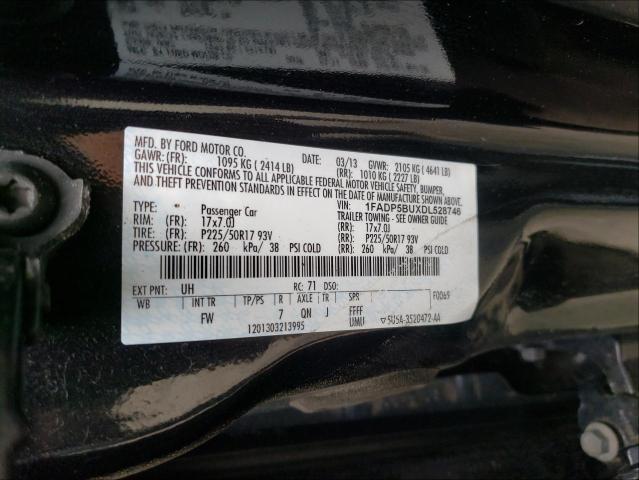 MFD. BY FORD MOTOR CO.
DATE: 03/13 GVWR: 2105 KG ( 4641 LB)
GAWR: (FR): 1095 KG ( 2414 LB) (RR): 1010 KG ( 2227 LB)
THIS VEHICLE CONFORMS TO ALL APPLICABLE FEDERAL MOTOR VEHICLE SAFETY, BUMPER,
AND THEFT PREVENTION STANDARDS IN EFFECT ON THE DATE OF MANUFACTURE SHOWN ABOVE.
VIN: 1FADP5BUXDL528746
TYPE: Passenger Car TRAILER TOWING - SEE OWNER GUIDE
RIM: (FR) 17x7.0J (RR) 17x7.0J
TIRE: (FR) P225/50R17 93V (RR) P225/50R17 93V
PRESSURE: (FR) 260 kPa/ 38 PSI COLD (RR) 260 kPa/ 38 PSI COLD
EXT PNT: UH RC: 71 DSO: F0069
WB INT TR TP/PS R AXLE TR SPR
FW 7 QN J FFFF
UMU
1201303213995 ▽5U5A-3520472-AA